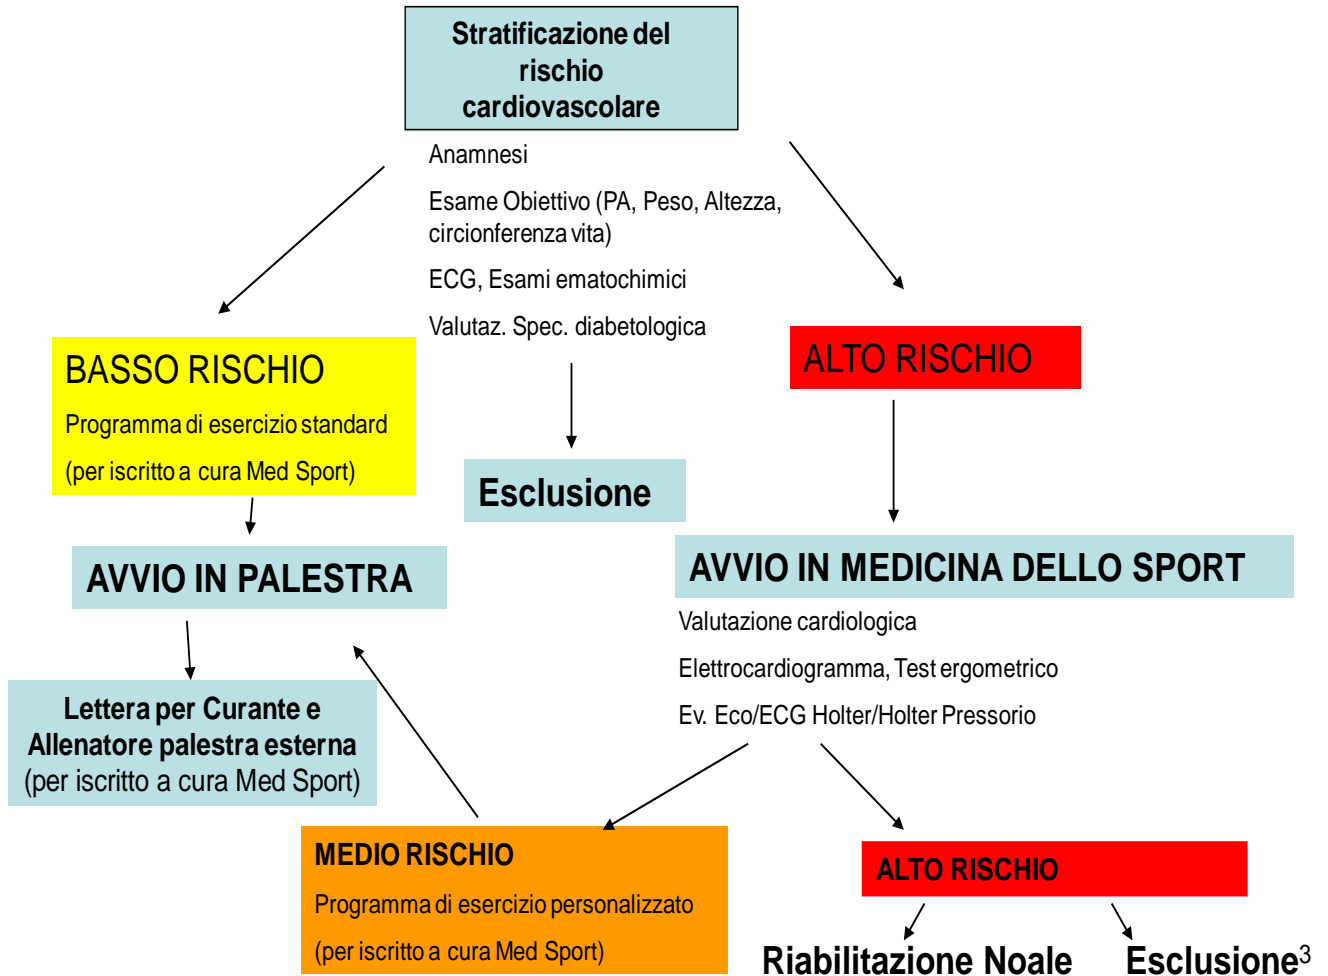 Stratificazione del
rischio
cardiovascolare
Anamnesi
Esame Obiettivo (PA, Peso, Altezza,
circionferenza vita)
ECG, Esami ematochimici
Valutaz. Spec. diabetologica
BASSO RISCHIO
Programma di esercizio standard
(per iscritto a cura Med Sport)
ALTO RISCHIO
Esclusione
AVVIO IN PALESTRA
AVVIO IN MEDICINA DELLO SPORT
Valutazione cardiologica
Elettrocardiogramma, Test ergometrico
Ev. Eco/ECG Holter/Holter Pressorio
Lettera per Curante e
Allenatore palestra esterna
(per iscritto a cura Med Sport)
MEDIO RISCHIO
Programma di esercizio personalizzato
(per iscritto a cura Med Sport)
ALTO RISCHIO
Riabilitazione Noale
Esclusione
3